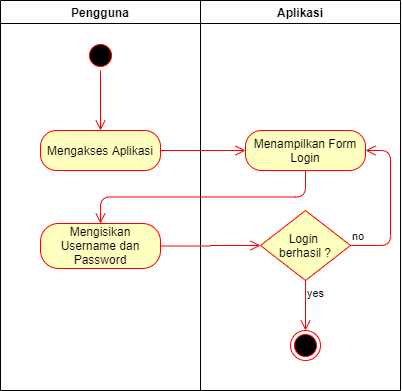 Pengguna
Aplikasi
Mengakses Aplikasi
Menampilkan Form
Login
Mengisikan
Username dan
Password
Login
berhasil ?
no
yes